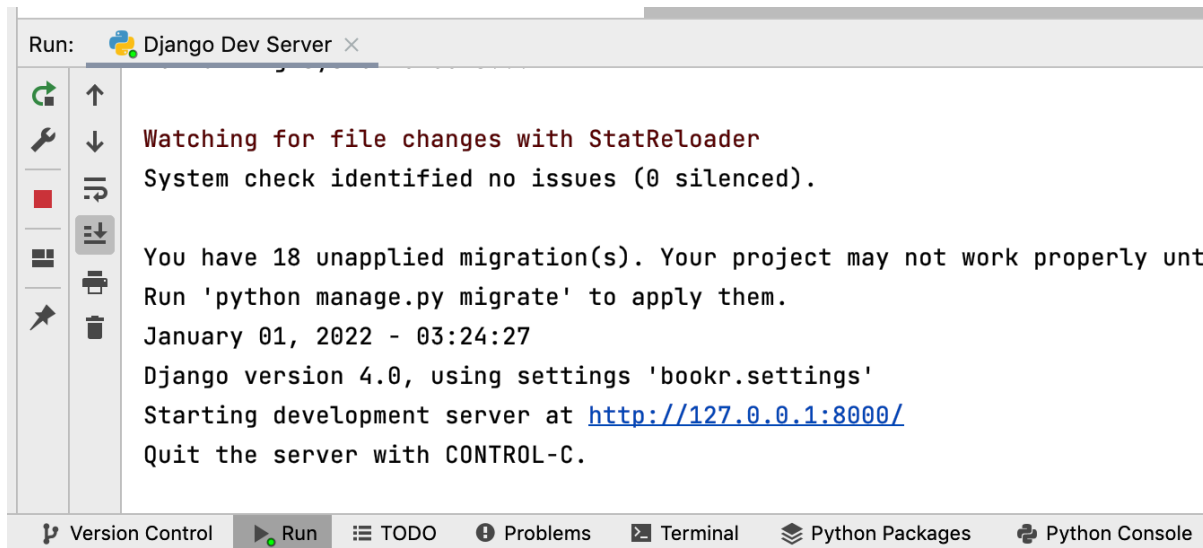 Run: Django Dev Server
Watching for file changes with StatReloader
System check identified no issues (0 silenced).
You have 18 unapplied migration(s). Your project may not work properly unt
Run 'python manage.py migrate' to apply them.
January 01, 2022 - 03:24:27
Django version 4.0, using settings 'bookr.settings'
Starting development server at http://127.0.0.1:8000/
Quit the server with CONTROL-C.
Version Control Run TODO Problems Terminal Python Packages Python Console